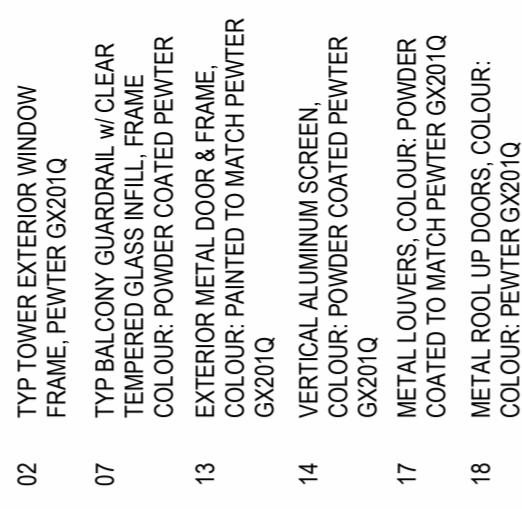 02 TYP TOWER EXTERIOR WINDOW
FRAME, PEWTER GX201Q
07 TYP BALCONY GUARDRAIL w/ CLEAR
TEMPERED GLASS INFILL, FRAME
COLOUR: POWDER COATED PEWTER
13 EXTERIOR METAL DOOR & FRAME,
COLOUR: PAINTED TO MATCH PEWTER
GX201Q
14 VERTICAL ALUMINUM SCREEN,
COLOUR: POWDER COATED PEWTER
GX201Q
17 METAL LOUVERS, COLOUR: POWDER
COATED TO MATCH PEWTER GX201Q
18 METAL ROOL UP DOORS, COLOUR:
COLOUR: PEWTER GX201Q